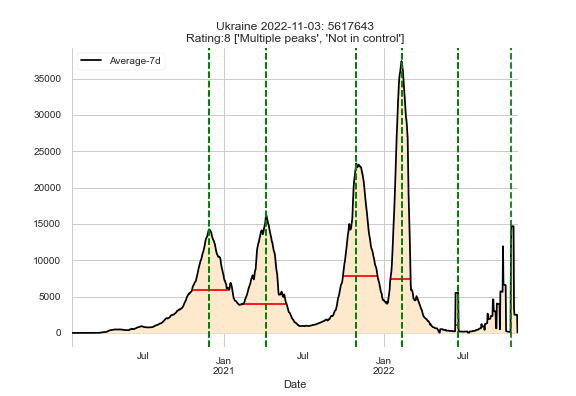 Ukraine 2022-11-03: 5617643
Rating:8 ['Multiple peaks', 'Not in control']
Average-7d
35000
30000
25000
20000
15000
10000
5000
0
Jul
Jan
2021
Jul
Jan
2022
Jul
Date